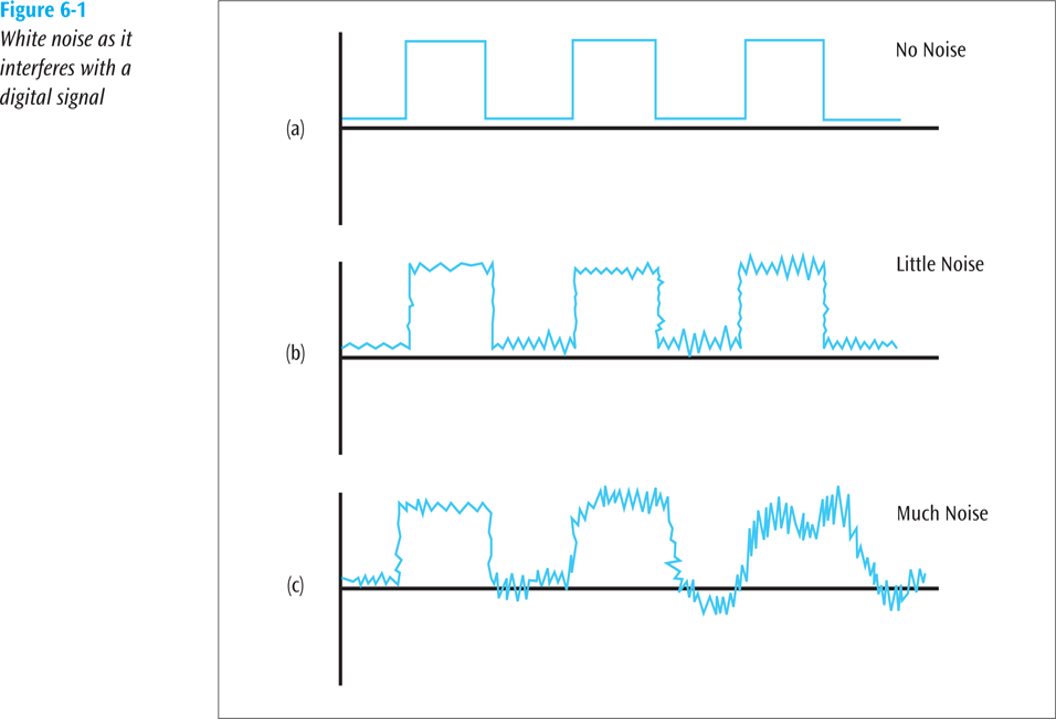 Figure 6-1
White noise as it
interferes with a
digital signal
No Noise
(a)
Little Noise
(b)
Much Noise
(c)